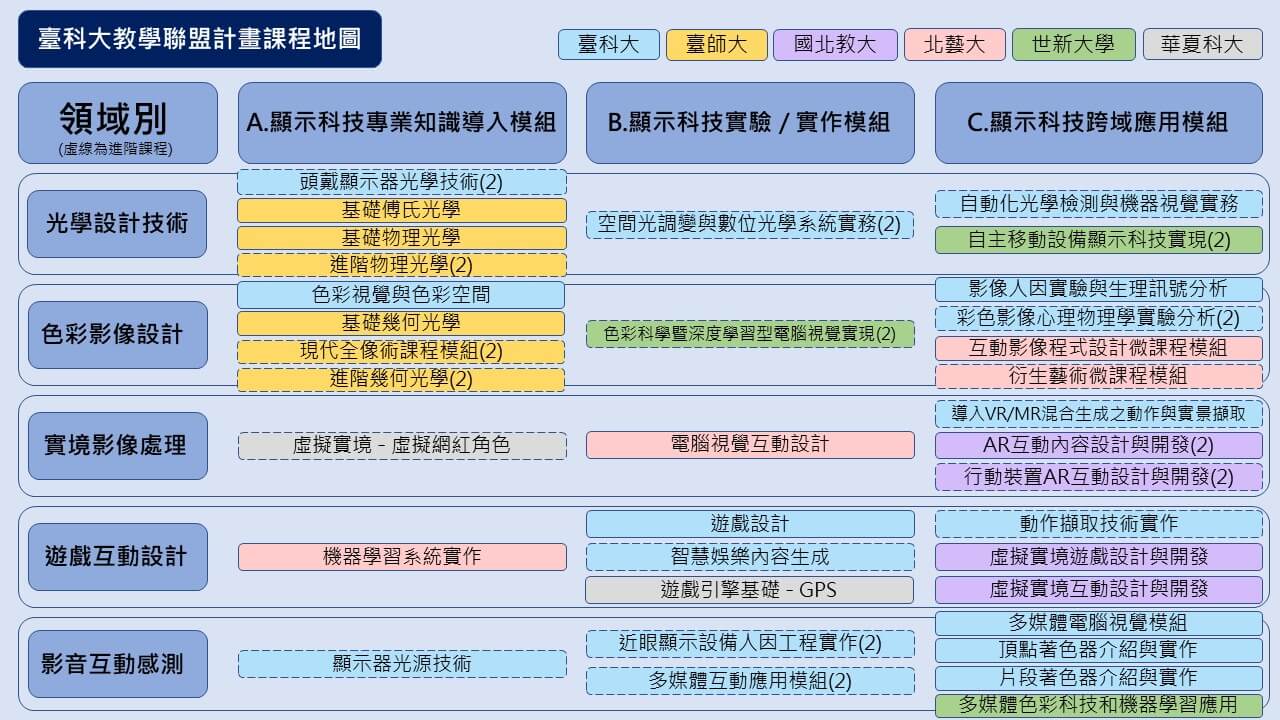 臺科大教學聯盟計畫課程地圖
臺科大
臺師大
國北教大
北藝大
世新大學
華夏科大
領域別
(虛線為進階課程)
A.顯示科技專業知識導入模組
B.顯示科技實驗 / 實作模組
C.顯示科技跨域應用模組
光學設計技術
頭戴顯示器光學技術(2)
基礎傅氏光學
基礎物理光學
進階物理光學(2)
空間光調變與數位光學系統實務(2)
自動化光學檢測與機器視覺實務
自主移動設備顯示科技實現(2)
色彩影像設計
色彩視覺與色彩空間
基礎幾何光學
現代全像術課程模組(2)
進階幾何光學(2)
色彩科學暨深度學習型電腦視覺實現(2)
影像人因實驗與生理訊號分析
彩色影像心理物理學實驗分析(2)
互動影像程式設計微課程模組
衍生藝術微課程模組
實境影像處理
虛擬實境 - 虛擬網紅角色
電腦視覺互動設計
導入VR/MR混合生成之動作與實景擷取
AR互動內容設計與開發(2)
行動裝置AR互動設計與開發(2)
遊戲互動設計
機器學習系統實作
遊戲設計
智慧娛樂內容生成
遊戲引擎基礎 - GPS
動作擷取技術實作
虛擬實境遊戲設計與開發
虛擬實境互動設計與開發
影音互動感測
顯示器光源技術
近眼顯示設備人因工程實作(2)
多媒體互動應用模組(2)
多媒體電腦視覺模組
頂點著色器介紹與實作
片段著色器介紹與實作
多媒體色彩科技和機器學習應用